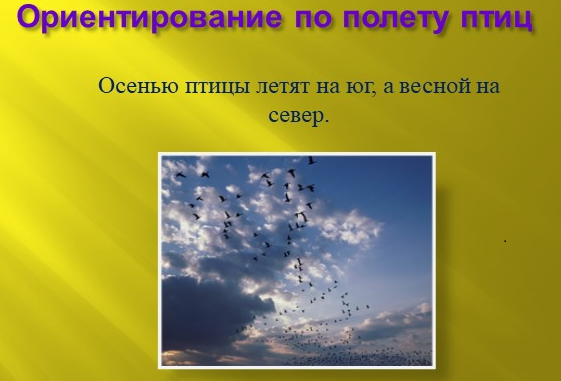 Ориентирование по полету птиц
Осенью птицы летят на юг, а весной на
север.
.